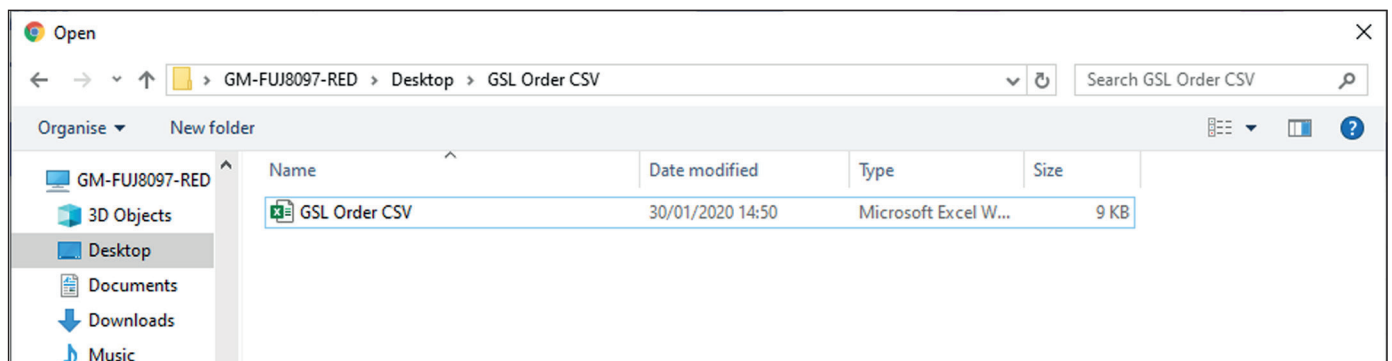 Open
GM-FUJ8097-RED > Desktop > GSL Order CSV
Search GSL Order CSV
Organise
New folder
?
Name
Date modified
Type
Size
GSL Order CSV
30/01/2020 14:50
Microsoft Excel W...
9 KB
GM-FUJ8097-RED
3D Objects
Desktop
Documents
Downloads
Music